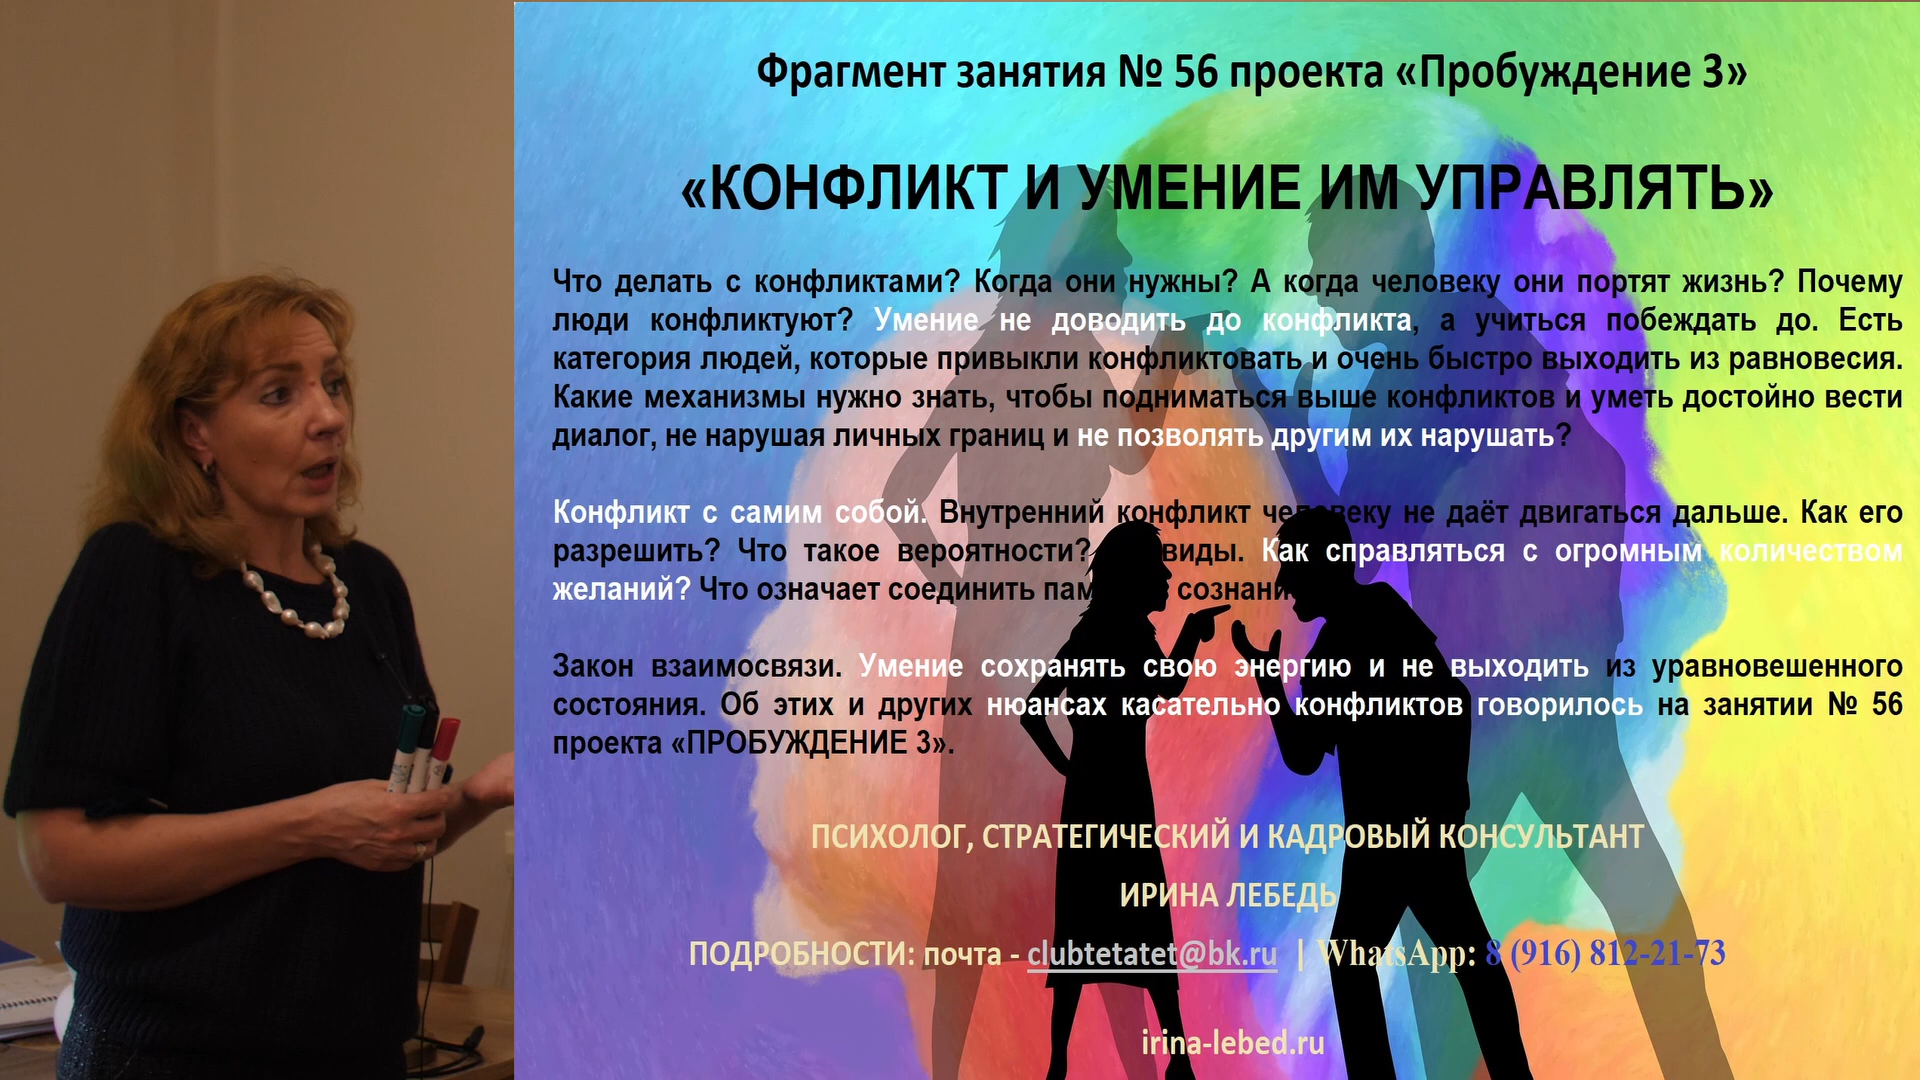 Фрагмент занятия № 56 проекта «Пробуждение 3»
«КОНФЛИКТ И УМЕНИЕ ИМ УПРАВЛЯТЬ»
Что делать с конфликтами? Когда они нужны? А когда человеку они портят жизнь? Почему
люди конфликтуют? Умение не доводить до конфликта, а учиться побеждать до. Есть
категория людей, которые привыкли конфликтовать и очень быстро выходить из равновесия.
Какие механизмы нужно знать, чтобы подниматься выше конфликтов и уметь достойно вести
диалог, не нарушая личных границ и не позволять другим их нарушать?
Конфликт с самим собой. Внутренний конфликт человеку не даёт двигаться дальше. Как его
разрешить? Что такое вероятности? виды. Как справляться с огромным количеством
желаний? Что означает соединить
Закон взаимосвязи. Умение сохранять свою энергию и не выходить из уравновешенного
состояния. Об этих и других нюансах касательно конфликтов говорилось на занятии № 56
проекта «ПРОБУЖДЕНИЕ 3».
ПСИХОЛОГ, СТРАТЕГИЧЕСКИЙ И КАДРОВЫЙ КОНСУЛЬТАНТ
ИРИНА ЛЕБЕДЬ
ПОДРОБНОСТИ: почта - clubtetatet@bk.ru | WhatsApp: 8 (916) 812-21-73
irina-lebed.ru